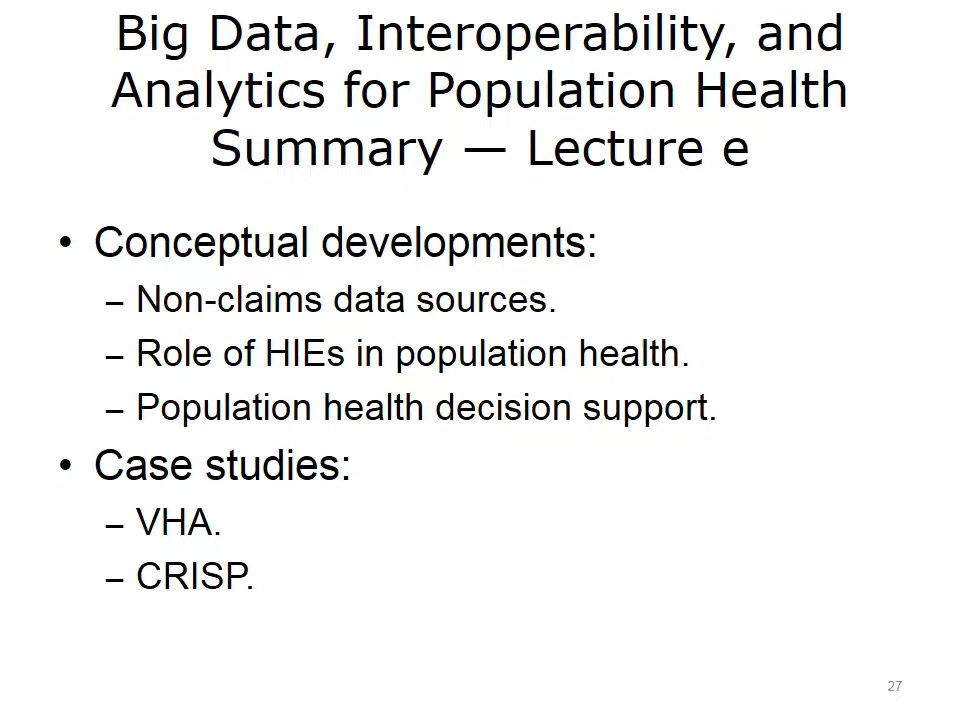 Big Data, Interoperability, and
Analytics for Population Health
Summary — Lecture e
• Conceptual developments:
– Non-claims data sources.
– Role of HIEs in population health.
– Population health decision support.
• Case studies:
– VHA.
– CRISP.
27